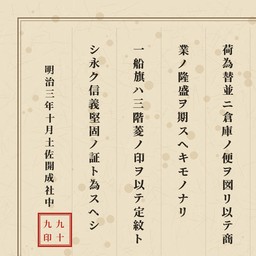 荷為替並ニ倉庫ノ便ヲ図リ以テ商
業ノ隆盛ヲ期スヘキモノナリ
一船旗ハ三階菱ノ印ヲ以テ定紋ト
シ永ク信義堅固ノ証ト為スヘシ
明治三年十月土佐開成社中
九十
九印